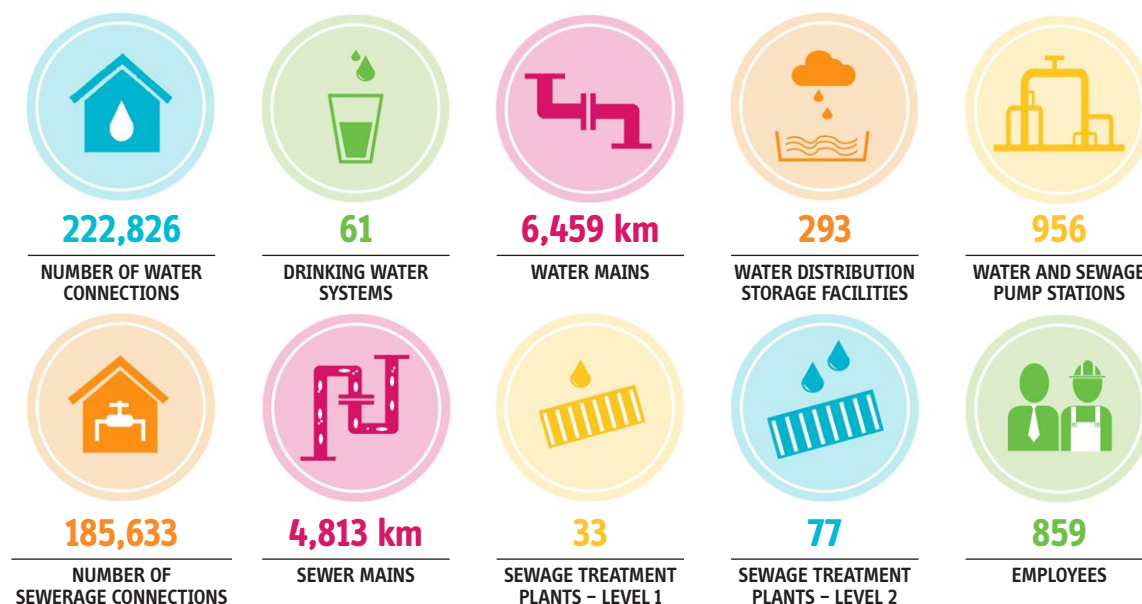 222,826
NUMBER OF WATER
CONNECTIONS
61
DRINKING WATER
SYSTEMS
6,459 km
WATER MAINS
293
WATER DISTRIBUTION
STORAGE FACILITIES
956
WATER AND SEWAGE
PUMP STATIONS
185,633
NUMBER OF
SEWERAGE CONNECTIONS
4,813 km
SEWER MAINS
33
SEWAGE TREATMENT
PLANTS – LEVEL 1
77
SEWAGE TREATMENT
PLANTS – LEVEL 2
859
EMPLOYEES